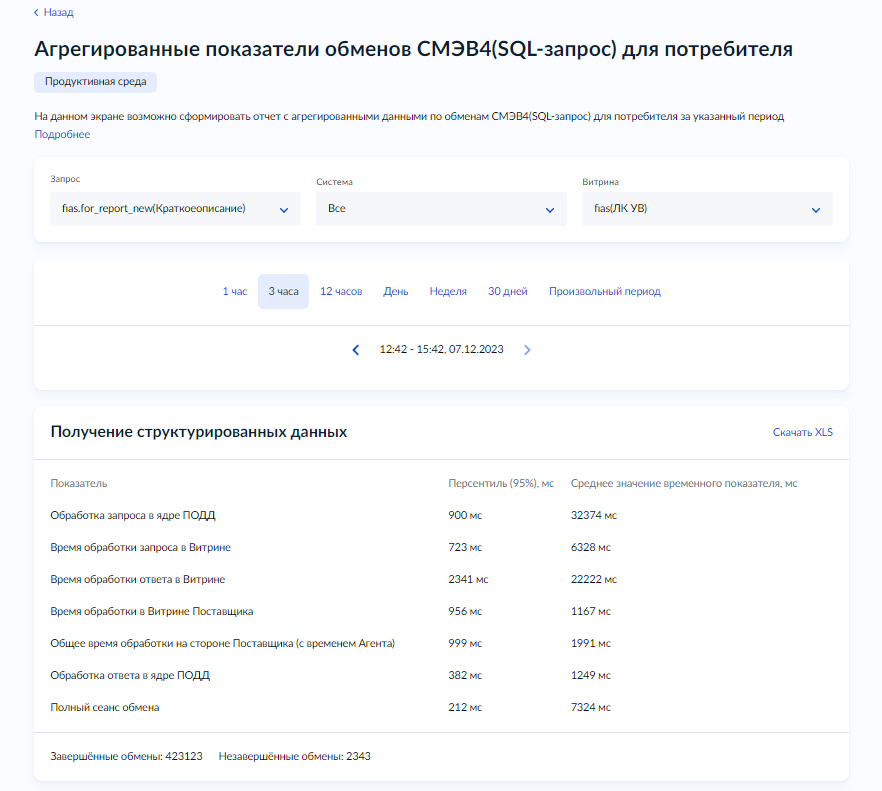 Назад
Агрегированные показатели обменов СМЭВ4(SQL-запрос) для потребителя
Продуктивная среда
На данном экране возможно сформировать отчет с агрегированными данными по обменам СМЭВ4(SQL-запрос) для потребителя за указанный период
Подробнее
Запрос Система Витрина
fias.for_report_new(Краткоеописание) Все fias(ЛК УВ)
1 час 3 часа 12 часов День Неделя 30 дней Произвольный период
12:42 - 15:42, 07.12.2023
Получение структурированных данных Скачать XLS
Показатель Персентиль (95%), мс Среднее значение временного показателя, мс
Обработка запроса в ядре ПОДД 900 мс 32374 мс
Время обработки запроса в Витрине 723 мс 6328 мс
Время обработки ответа в Витрине 2341 мс 22222 мс
Время обработки в Витрине Поставщика 956 мс 1167 мс
Общее время обработки на стороне Поставщика (с временем Агента) 999 мс 1991 мс
Обработка ответа в ядре ПОДД 382 мс 1249 мс
Полный сеанс обмена 212 мс 7324 мс
Завершённые обмены: 423123 Незавершённые обмены: 2343